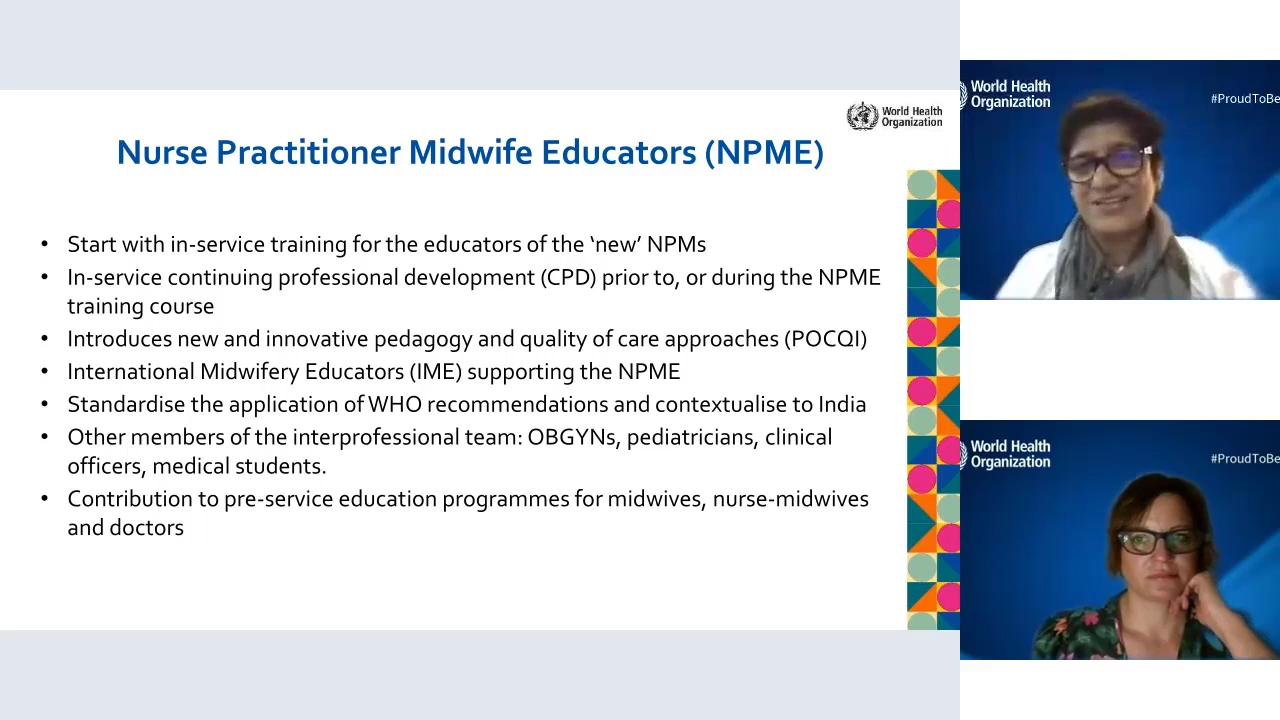 World Health
Organization
Nurse Practitioner Midwife Educators (NPME)
• Start with in-service training for the educators of the ‘new’ NPMs
• In-service continuing professional development (CPD) prior to, or during the NPME
training course
• Introduces new and innovative pedagogy and quality of care approaches (POCQI)
• International Midwifery Educators (IME) supporting the NPME
• Standardise the application of WHO recommendations and contextualise to India
• Other members of the interprofessional team: OBGYNs, pediatricians, clinical
officers, medical students.
• Contribution to pre-service education programmes for midwives, nurse-midwives
and doctors
World Health
Organization
#ProudToBe
World Health
Organization
#ProudToBe